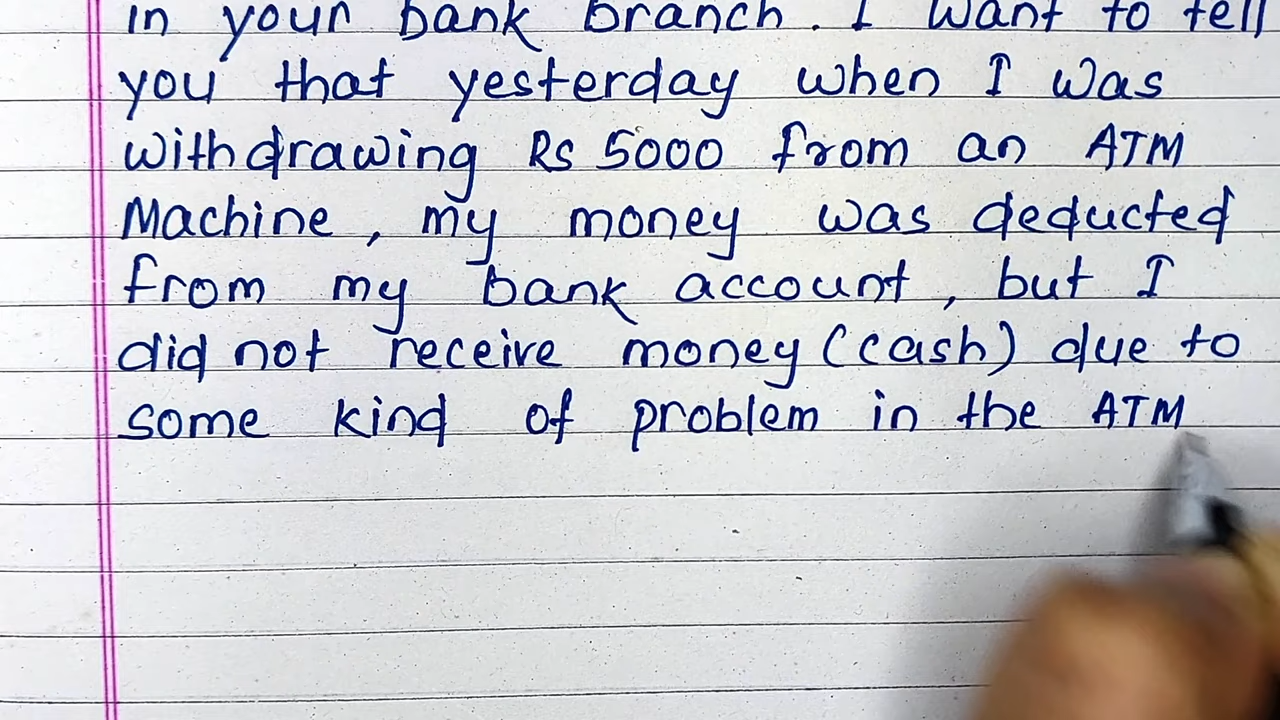 in your bank branch. I want to tell
you that yesterday when I was
withdrawing Rs 5000 from an ATM
Machine, my money was deducted
from my bank account, but I
did not receive money (cash) due to
some kind of problem in the ATM